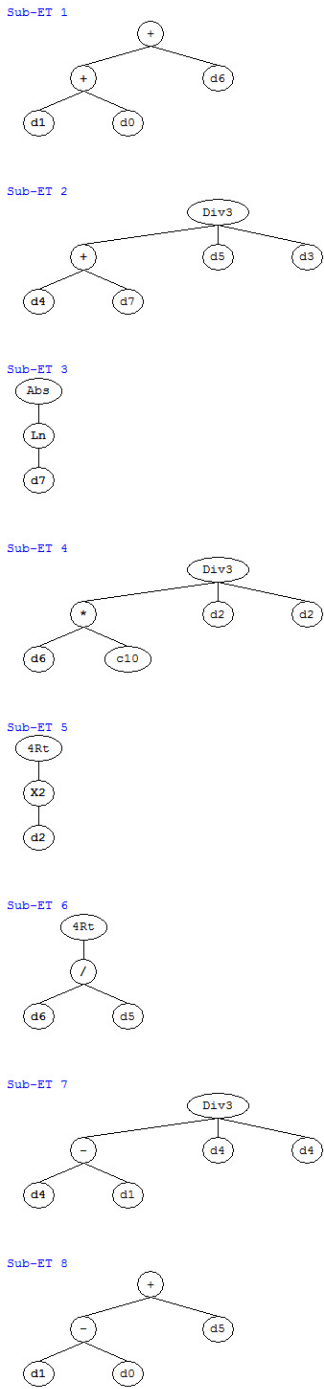 Sub-ET 1
+
+ d6
d1 d0
Sub-ET 2
Div3
+ d5 d3
d4 d7
Sub-ET 3
Abs
Ln
d7
Sub-ET 4
Div3
* d2 d2
d6 c10
Sub-ET 5
4Rt
X2
d2
Sub-ET 6
4Rt
/
d6 d5
Sub-ET 7
Div3
- d4 d4
d4 d1
Sub-ET 8
+
- d5
d1 d0